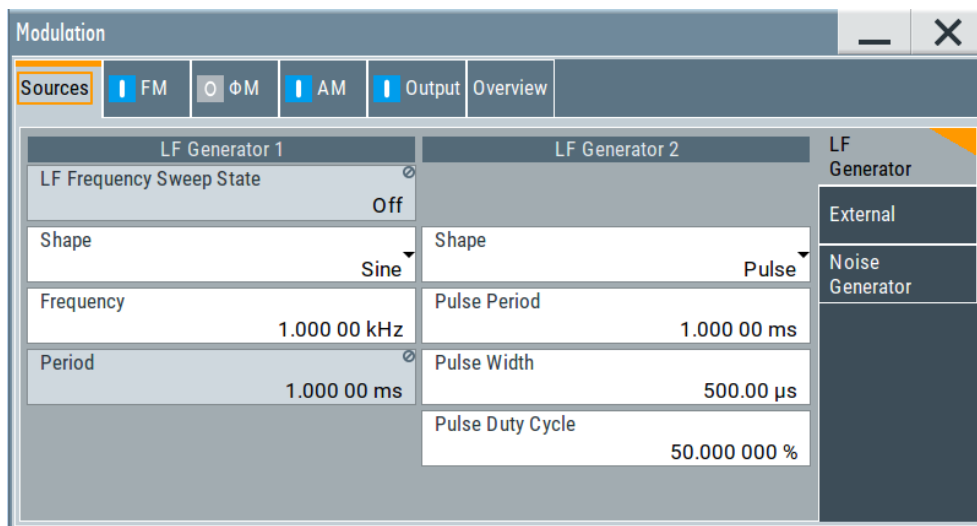 Modulation
Sources FM ΦM AM Output Overview
LF Generator 1 LF Generator 2
LF Generator
External
Noise Generator
LF Frequency Sweep State
Off
Shape
Sine
Frequency
1.000 00 kHz
Period
1.000 00 ms
Shape
Pulse
Pulse Period
1.000 00 ms
Pulse Width
500.00 µs
Pulse Duty Cycle
50.000 000 %